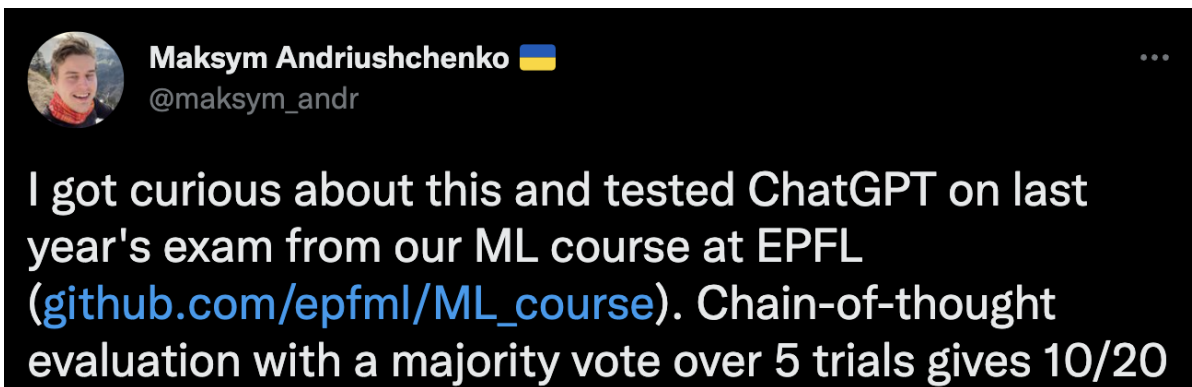 Maksym Andriushchenko 🇺🇦
@maksym_andr
I got curious about this and tested ChatGPT on last
year's exam from our ML course at EPFL
(github.com/epfml/ML_course). Chain-of-thought
evaluation with a majority vote over 5 trials gives 10/20